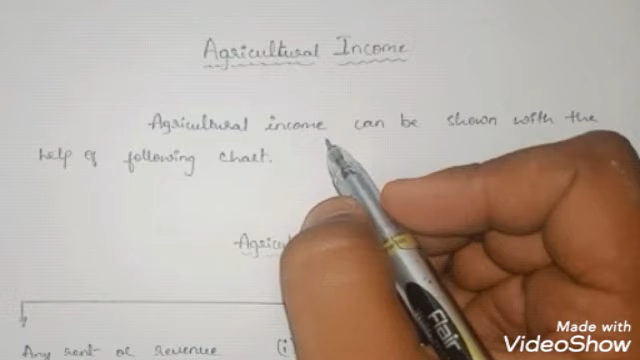 Agricultural Income
Agricultural income can be shown with the
help of following chart.
Any rent or revenue (i
Flair
Made with
VideoShow